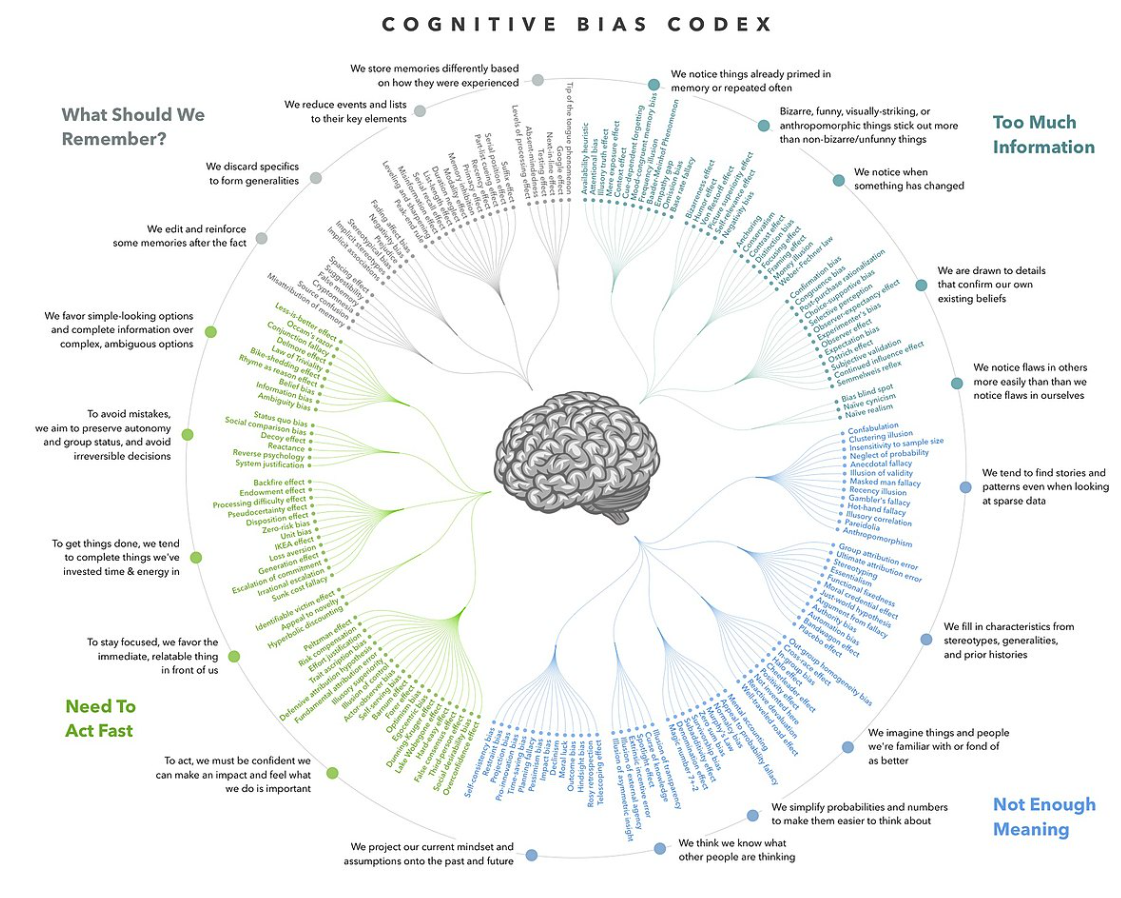 COGNITIVE BIAS CODEX
What Should We
Remember?
We store memories differently based
on how they were experienced
We reduce events and lists
to their key elements
We discard specifics
to form generalities
We edit and reinforce
some memories after the fact
Too Much
Information
We notice things already primed in
memory or repeated often
Bizarre, funny, visually-striking, or
anthropomorphic things stick out more
than non-bizarre/unfunny things
We notice when
something has changed
We are drawn to details
that confirm our own
existing beliefs
We notice flaws in others
more easily than than we
notice flaws in ourselves
Not Enough
Meaning
We tend to find stories and
patterns even when looking
at sparse data
We fill in characteristics from
stereotypes, generalities,
and prior histories
We imagine things and people
we're familiar with or fond of
as better
We simplify probabilities and numbers
to make them easier to think about
We think we know what
other people are thinking
We project our current mindset and
assumptions onto the past and future
Need To
Act Fast
We favor simple-looking options
and complete information over
complex, ambiguous options
To avoid mistakes,
we aim to preserve autonomy
and group status, and avoid
irreversible decisions
To get things done, we tend
to complete things we've
invested time & energy in
To stay focused, we favor the
immediate, relatable thing
in front of us
To act, we must be confident we
can make an impact and feel what
we do is important
Tip of the tongue phenomenon
Google effect
Next-in-line effect
Testing effect
Absent-mindedness
Levels of processing effect
Suffix effect
Serial position effect
Part-list cueing effect
Recency effect
Primacy effect
Memory inhibition
Modality effect
Duration neglect
List-length effect
Serial recall effect
Misinformation effect
Leveling and sharpening
Peak-end rule
Fading affect bias
Negativity bias
Prejudice
Stereotypical bias
Implicit stereotypes
Implicit associations
Spacing effect
Suggestibility
False memory
Cryptomnesia
Source confusion
Misattribution of memory
Availability heuristic
Attentional bias
Illusory truth effect
Mere exposure effect
Context effect
Cue-dependent forgetting
Mood-congruent memory bias
Frequency illusion
Baader-Meinhof Phenomenon
Empathy gap
Omission bias
Base rate fallacy
Bizarreness effect
Humor effect
Von Restorff effect
Picture superiority effect
Self-relevance effect
Negativity bias
Anchoring
Conservatism
Contrast effect
Distinction bias
Focusing effect
Framing effect
Money illusion
Weber-Fechner law
Confirmation bias
Congruence bias
Post-purchase rationalization
Choice-supportive bias
Selective perception
Observer-expectancy effect
Experimenter's bias
Observer effect
Expectation bias
Ostrich effect
Subjective validation
Continued influence effect
Semmelweis reflex
Bias blind spot
Naïve cynicism
Naïve realism
Confabulation
Clustering illusion
Insensitivity to sample size
Neglect of probability
Anecdotal fallacy
Illusion of validity
Masked man fallacy
Recency illusion
Gambler's fallacy
Hot-hand fallacy
Illusory correlation
Pareidolia
Anthropomorphism
Group attribution error
Ultimate attribution error
Stereotyping
Essentialism
Functional fixedness
Moral credential effect
Just-world hypothesis
Argument from fallacy
Authority bias
Automation bias
Bandwagon effect
Placebo effect
Out-group homogeneity bias
Cross-race effect
In-group bias
Halo effect
Cheerleader effect
Positivity effect
Not invented here
Reactive devaluation
Well traveled road effect
Mental accounting
Appeal to probability fallacy
Normalcy bias
Murphy's Law
Zero sum bias
Survivorship bias
Subadditivity effect
Denomination effect
Magic number 7+-2
Illusion of transparency
Curse of knowledge
Spotlight effect
Extrinsic incentive error
Illusion of external agency
Illusion of asymmetric insight
Telescoping effect
Rosy retrospection
Hindsight bias
Outcome bias
Moral luck
Declinism
Impact bias
Pessimism bias
Planning fallacy
Time-saving bias
Pro-innovation bias
Projection bias
Restraint bias
Self-consistency bias
Less-is-better effect
Occam's razor
Conjunction fallacy
Delmore effect
Law of Triviality
Bike-shedding effect
Rhyme as reason effect
Belief bias
Information bias
Ambiguity bias
Status quo bias
Social comparison bias
Decoy effect
Reactance
Reverse psychology
System justification
Backfire effect
Endowment effect
Processing difficulty effect
Pseudocertainty effect
Disposition effect
Zero-risk bias
Unit bias
IKEA effect
Loss aversion
Generation effect
Escalation of commitment
Irrational escalation
Sunk cost fallacy
Identifiable victim effect
Appeal to novelty
Hyperbolic discounting
Peltzman effect
Risk compensation
Effort justification
Trait ascription bias
Defensive attribution hypothesis
Fundamental attribution error
Illusory superiority
Illusion of control
Actor-observer bias
Self-serving bias
Barnum effect
Forer effect
Optimism bias
Egocentric bias
Dunning-Kruger effect
Lake Wobegone effect
Hard-easy effect
False consensus effect
Third-person effect
Social desirability bias
Overconfidence effect